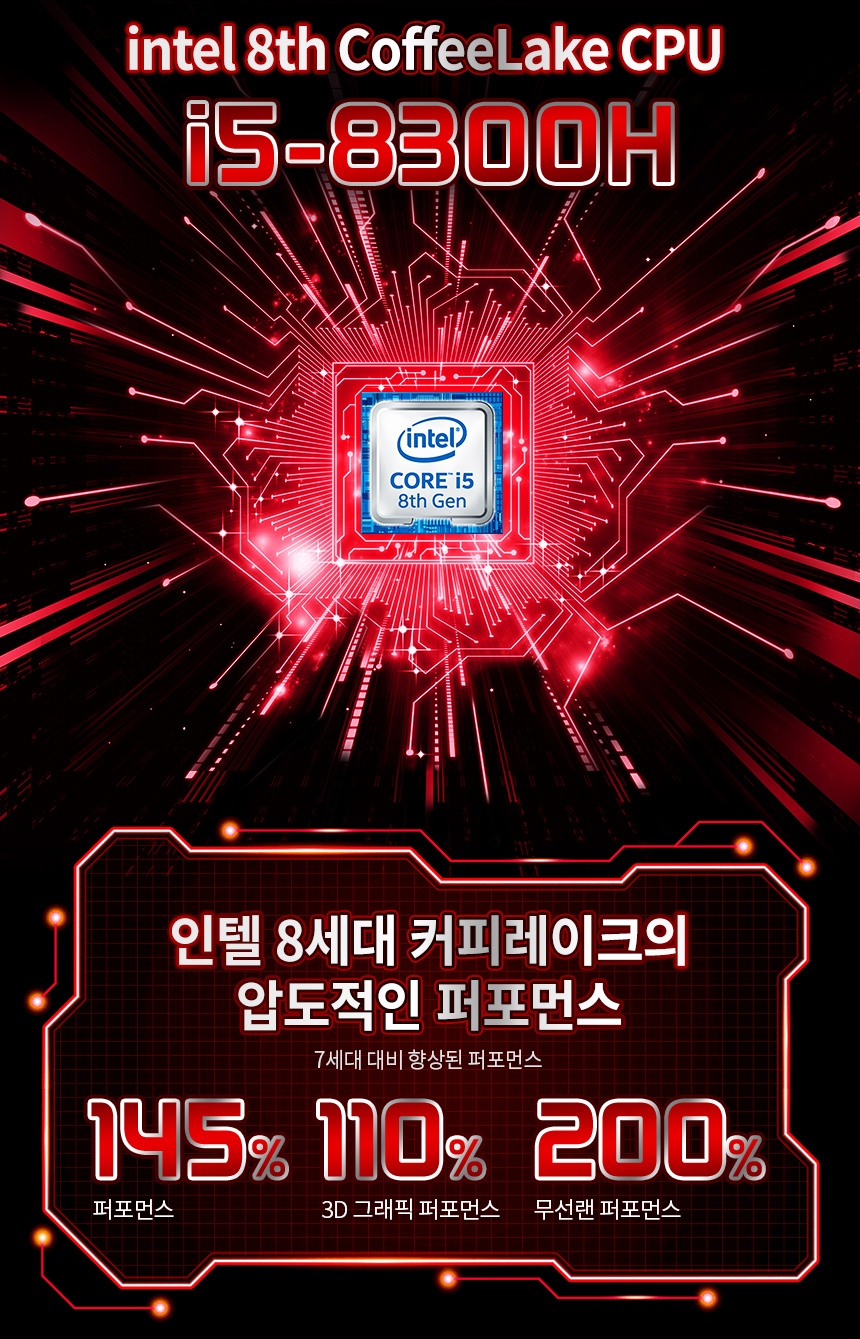 intel 8th CoffeeLake CPU
i5-8300H
intel®
CORE™ i5
8th Gen
인텔 8세대 커피레이크의
압도적인 퍼포먼스
7세대 대비 향상된 퍼포먼스
145% 110% 200%
퍼포먼스 3D 그래픽 퍼포먼스 무선랜 퍼포먼스